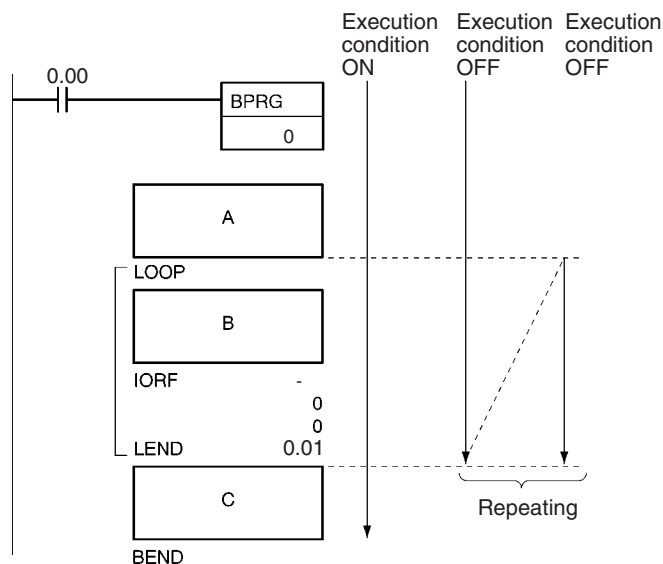 Execution condition ON
Execution condition OFF
Execution condition OFF
0.00
BPRG
0
A
LOOP
B
IORF -
0
0
LEND 0.01
C
Repeating
BEND